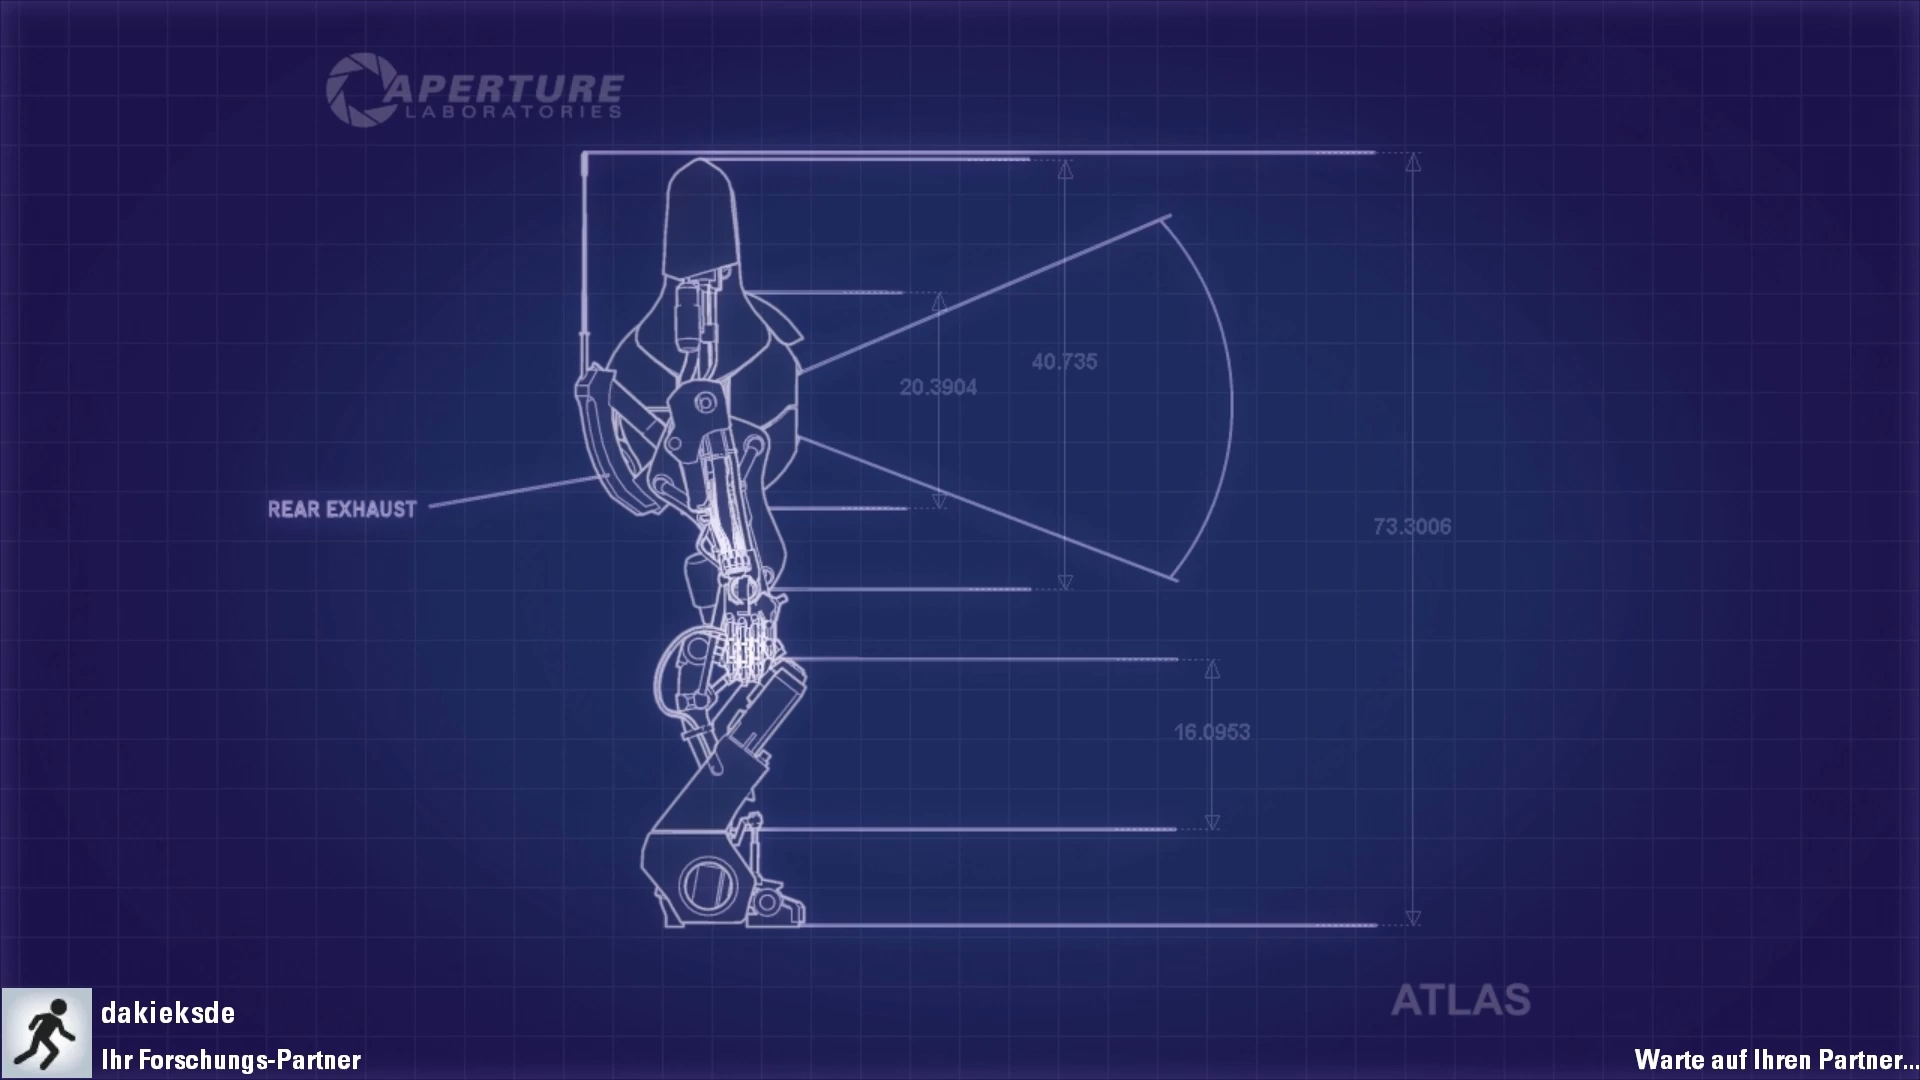 APERTURE
LABORATORIES
40.735
20.3904
REAR EXHAUST
73.3006
16.0953
ATLAS
dakieksde
Ihr Forschungs-Partner
Warte auf Ihren Partner...